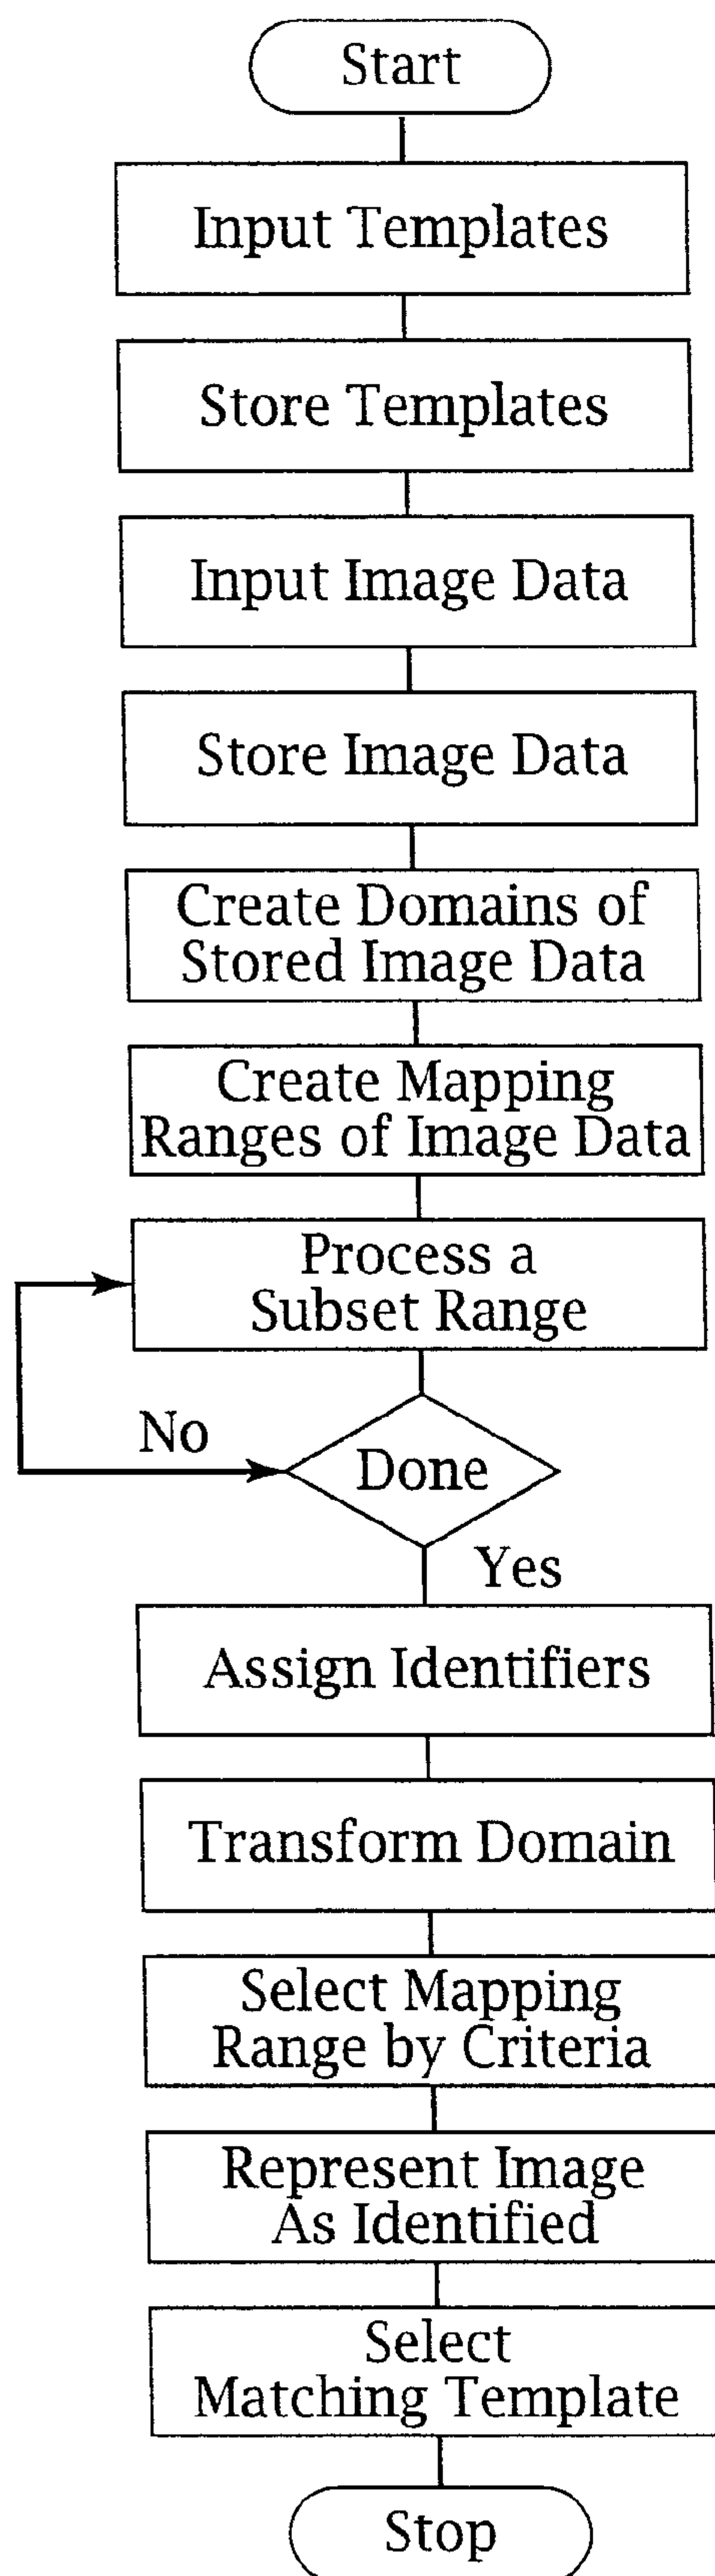 Start
Input Templates
Store Templates
Input Image Data
Store Image Data
Create Domains of
Stored Image Data
Create Mapping
Ranges of Image Data
Process a
Subset Range
No
Done
Yes
Assign Identifiers
Transform Domain
Select Mapping
Range by Criteria
Represent Image
As Identified
Select
Matching Template
Stop